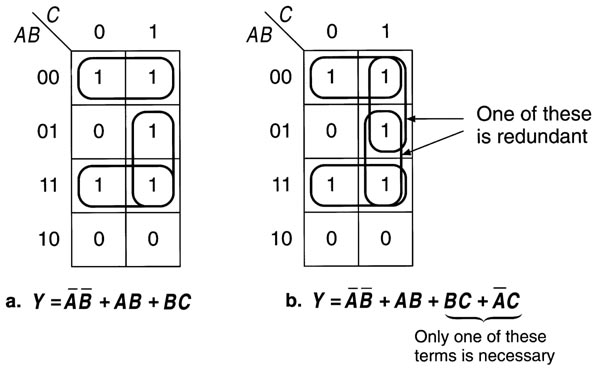 C
AB 0 1
00 1 1
01 0 1
11 1 1
10 0 0
a. Y = A̅ B̅ + AB + BC
C
AB 0 1
00 1 1
01 0 1
11 1 1
10 0 0
One of these
is redundant
b. Y = A̅ B̅ + AB + BC + A̅C
Only one of these
terms is necessary